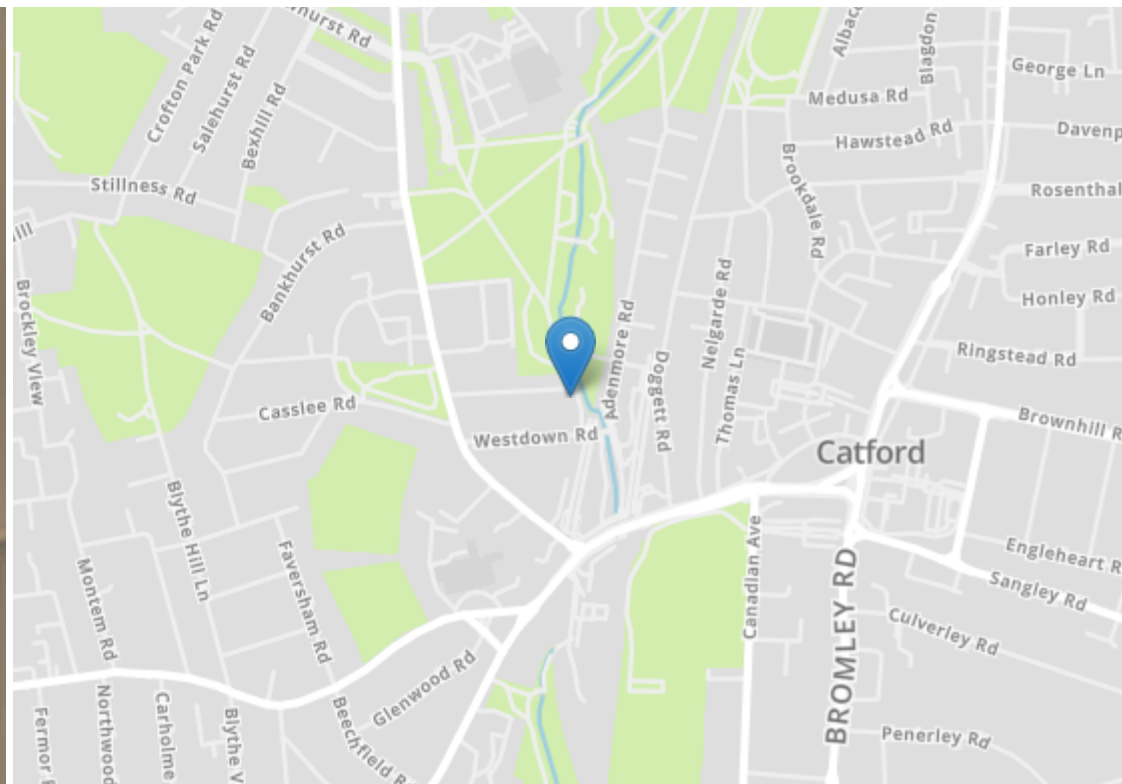 Crofton Park Rd
Salehurst Rd
Bexhill Rd
hurst Rd
Blagdon
George Ln
Medusa Rd
Hawstead Rd
Davenp
Brookdale Rd
Stillness Rd
Rosenthal
Bankhurst Rd
Farley Rd
Honley Rd
Brockley View
Nelgarde Rd
Adenmore Rd
Doggett Rd
Thomas Ln
Ringstead Rd
Casslee Rd
Westdown Rd
Brownhill R
Catford
Blythe Hill Ln
Faversham Rd
Canadian Ave
Engleheart R
Sangley Rd
BROMLEY RD
Montem Rd
Culverley Rd
Glenwood Rd
Northwood
Carholme
Blythe V
Beechfield R
Penerley Rd
Fermor